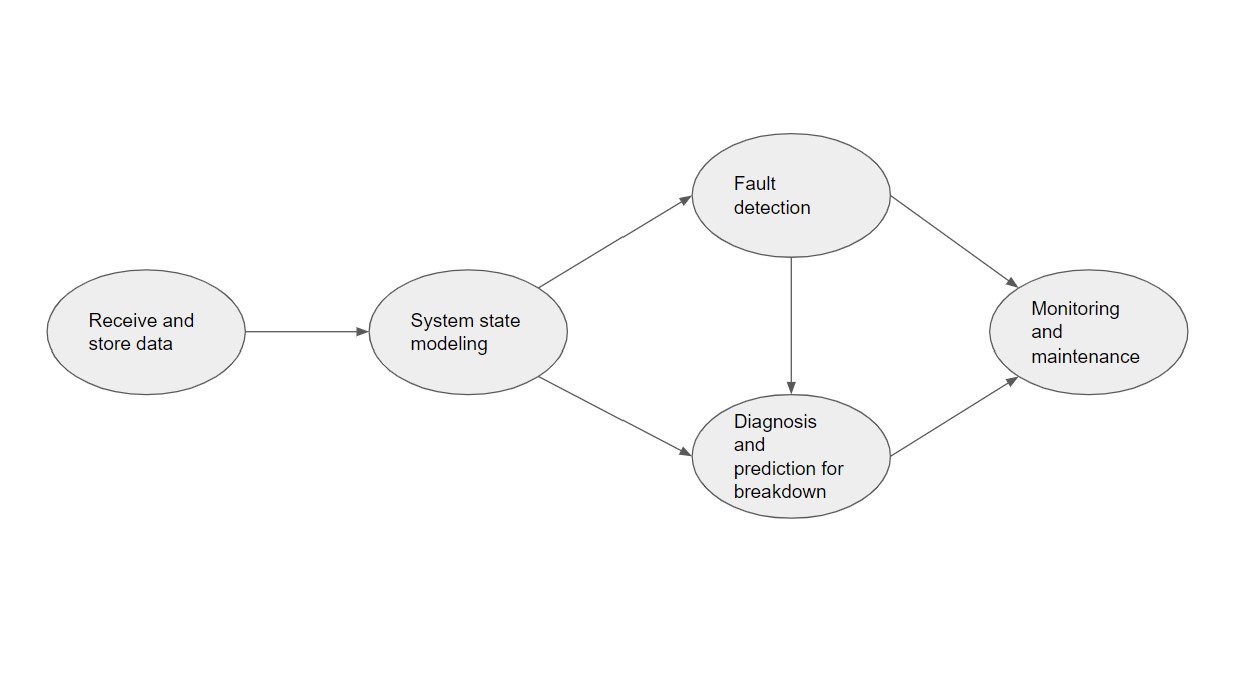 Receive and
store data
System state
modeling
Fault
detection
Diagnosis
and
prediction for
breakdown
Monitoring
and
maintenance